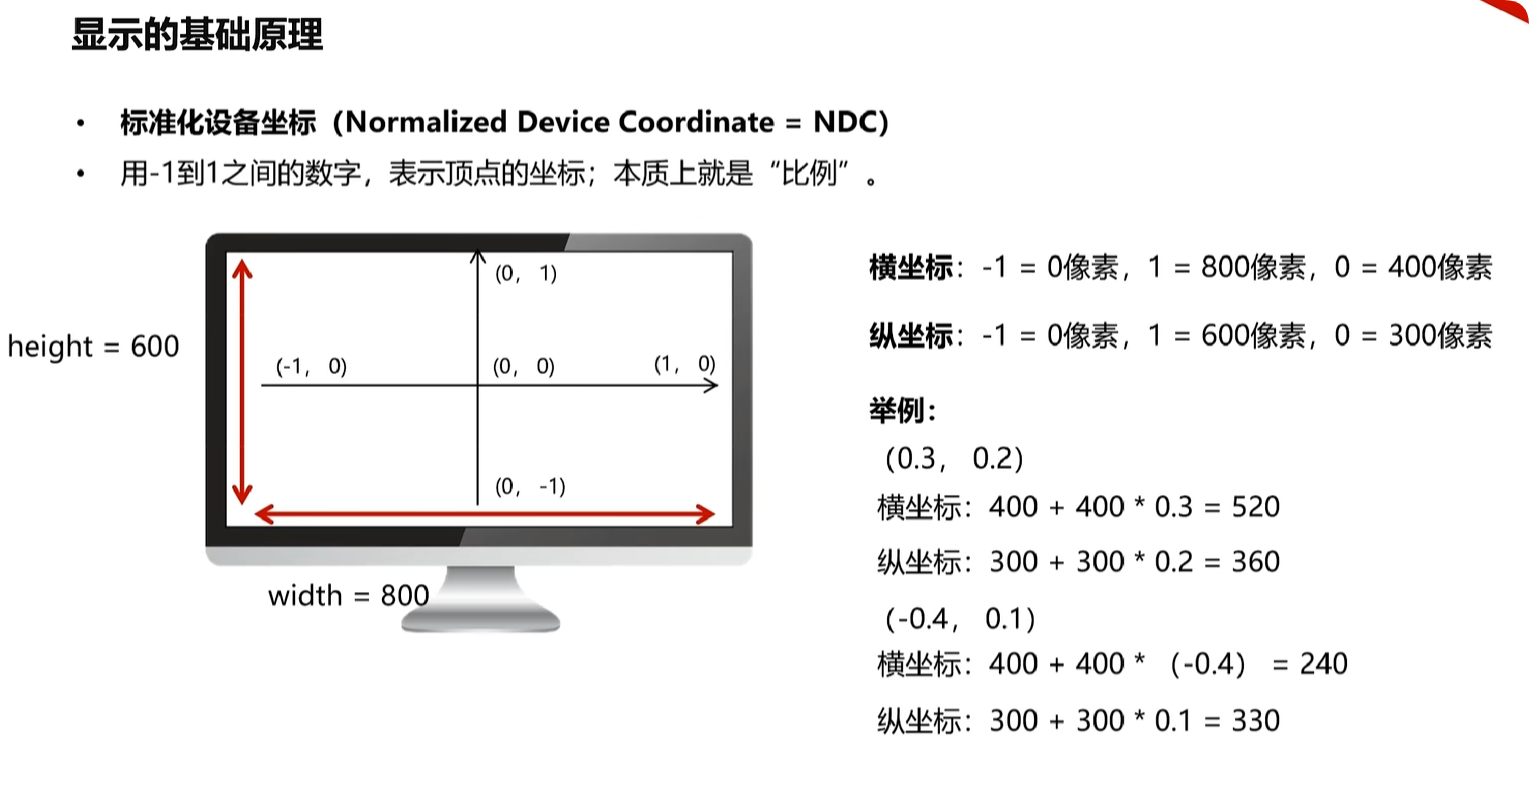 显示的基础原理
• 标准化设备坐标（Normalized Device Coordinate = NDC）
• 用-1到1之间的数字，表示顶点的坐标；本质上就是“比例”。
(0， 1)
height = 600
(-1， 0)
(0， 0)
(1， 0)
(0， -1)
width = 800
横坐标：-1 = 0像素，1 = 800像素，0 = 400像素
纵坐标：-1 = 0像素，1 = 600像素，0 = 300像素
举例：
（0.3， 0.2）
横坐标：400 + 400 * 0.3 = 520
纵坐标：300 + 300 * 0.2 = 360
（-0.4， 0.1）
横坐标：400 + 400 * （-0.4） = 240
纵坐标：300 + 300 * 0.1 = 330